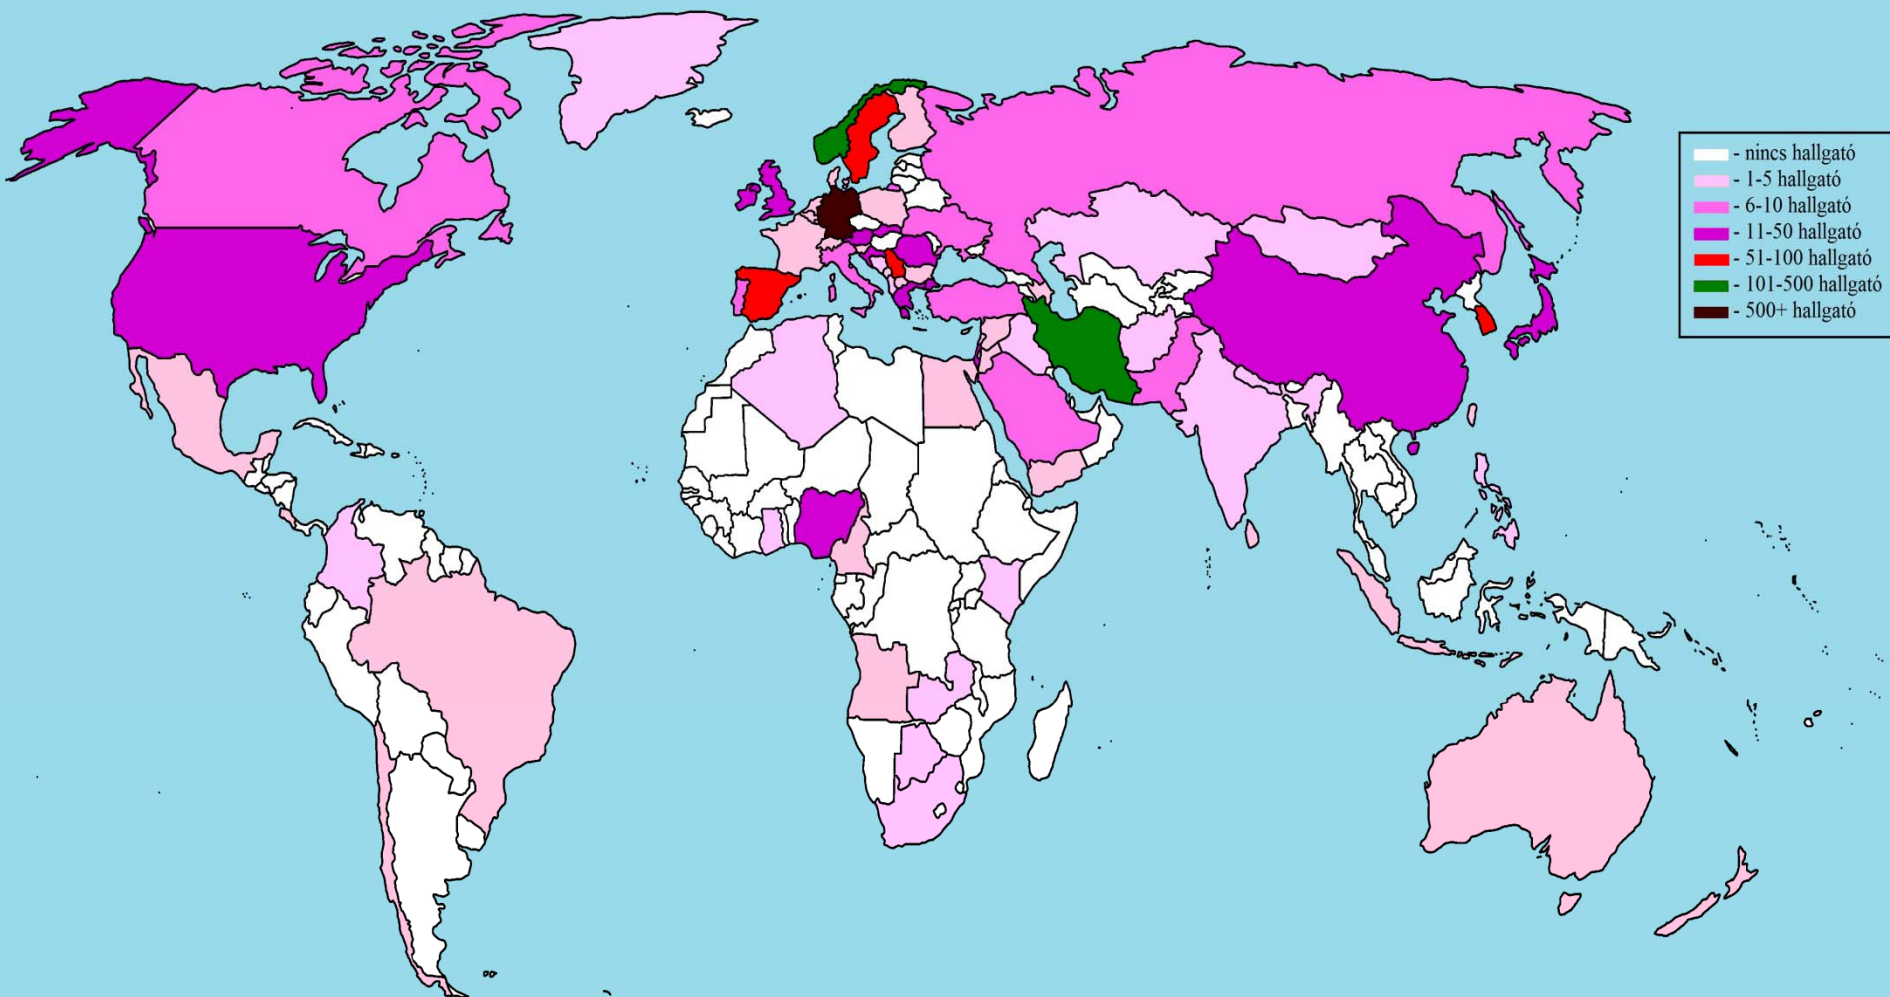 - nincs hallgató
- 1-5 hallgató
- 6-10 hallgató
- 11-50 hallgató
- 51-100 hallgató
- 101-500 hallgató
- 500+ hallgató